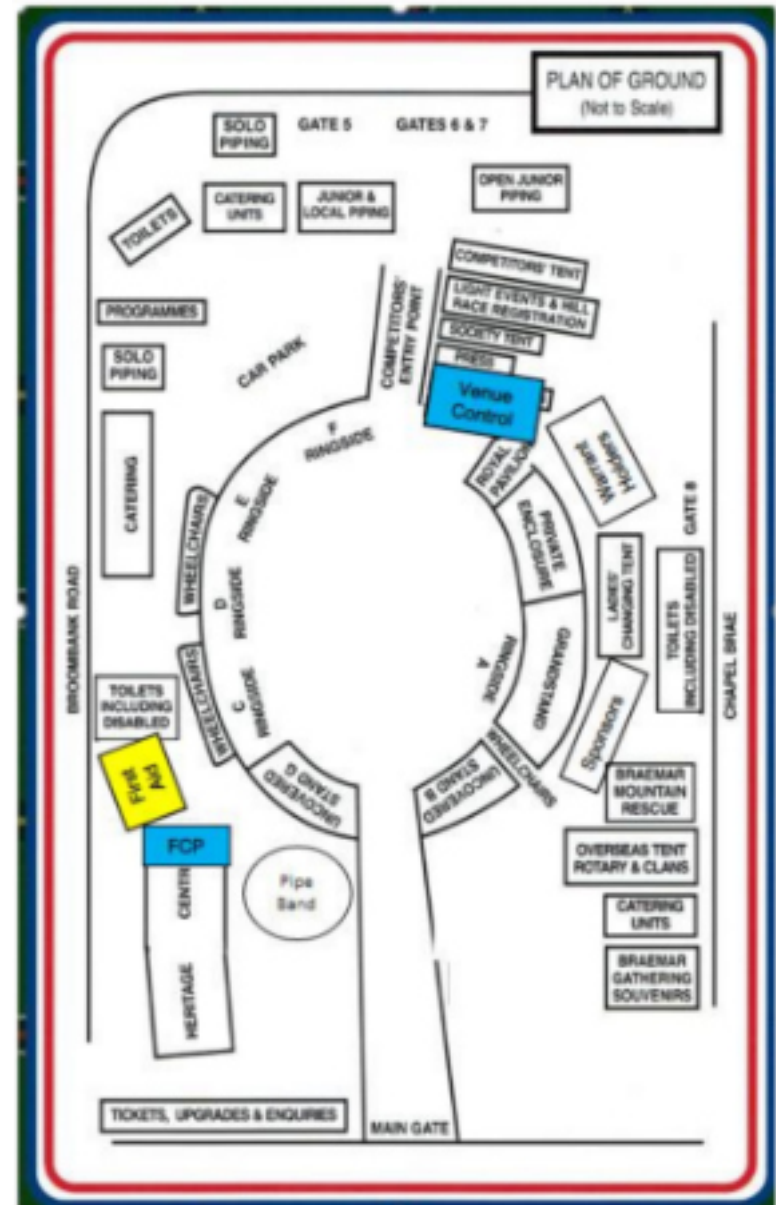 PLAN OF GROUND
(Not to Scale)
SOLO
PIPING
GATE 5
GATES 6 & 7
TOILETS
CATERING
UNITS
JUNIOR &
LOCAL PIPING
OPEN JUNIOR
PIPING
COMPETITORS' TENT
LIGHT EVENTS & HILL
RACE REGISTRATION
SOCIETY TENT
PRESS
Venue
Control
COMPETITORS'
ENTRY POINT
PROGRAMMES
SOLO
PIPING
CAR PARK
F
RINGSIDE
ROYAL
PAVILION
Warrant
Holders
E
RINGSIDE
PRIVATE
ENCLOSURE
GATE 8
CATERING
WHEELCHAIRS
D
RINGSIDE
LADIES'
CHANGING TENT
TOILETS
INCLUDING DISABLED
BROOMBANK ROAD
CHAPEL BRAE
RINGSIDE
A
GRANDSTAND
C
RINGSIDE
WHEELCHAIRS
TOILETS
INCLUDING
DISABLED
Sponsors
WHEELCHAIRS
First
Aid
UNCOVERED
STAND G
UNCOVERED
STAND B
BRAEMAR
MOUNTAIN
RESCUE
FCP
OVERSEAS TENT
ROTARY & CLANS
Pipe
Band
HERITAGE CENTR
CATERING
UNITS
BRAEMAR
GATHERING
SOUVENIRS
TICKETS, UPGRADES & ENQUIRIES
MAIN GATE